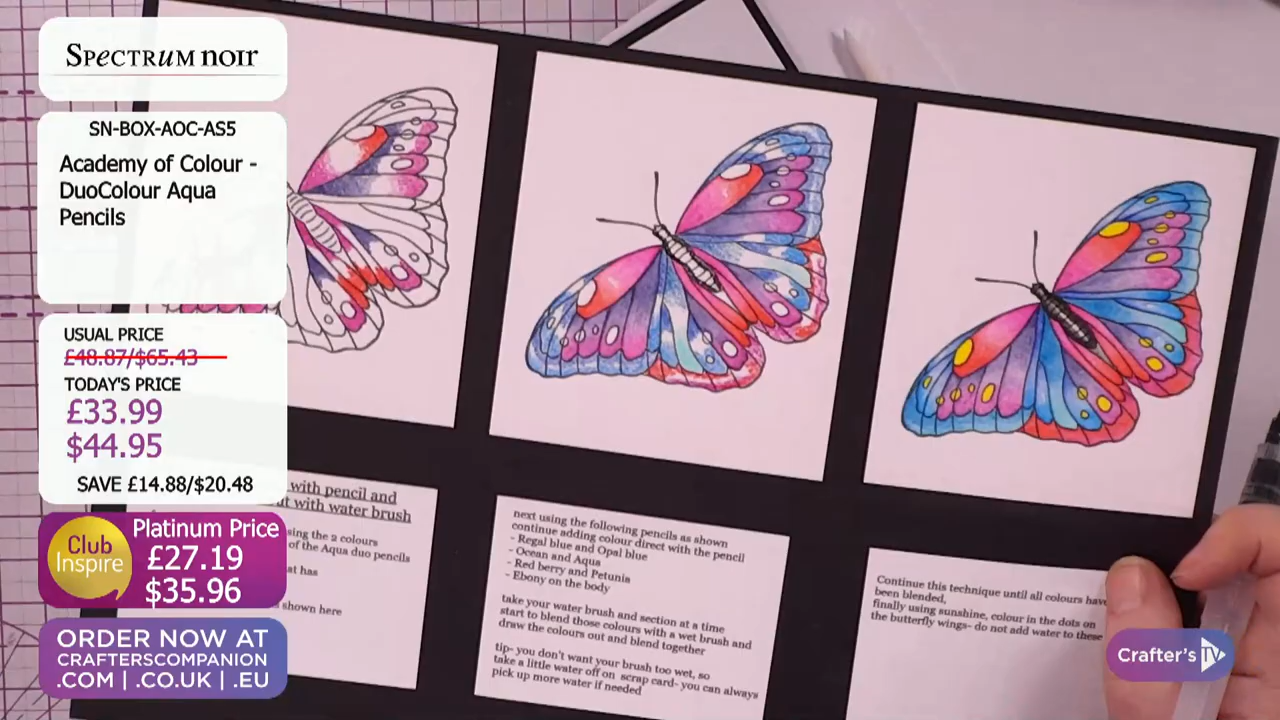 Spectrum noir
SN-BOX-AOC-AS5
Academy of Colour -
DuoColour Aqua
Pencils
USUAL PRICE
£48.87/$65.43
TODAY'S PRICE
£33.99
$44.95
SAVE £14.88/$20.48
Club
Inspire
Platinum Price
£27.19
$35.96
ORDER NOW AT
CRAFTERSCOMPANION
.COM | .CO.UK | .EU
with pencil and
with water brush
sing the 2 colours
of the Aqua duo pencils
at has
shown here
next using the following pencils as shown
continue adding colour direct with the pencil
- Regal blue and Opal blue
- Ocean and Aqua
- Red berry and Petunia
- Ebony on the body
take your water brush and section at a time
start to blend those colours with a wet brush and
draw the colours out and blend together
tip- you don't want your brush too wet, so
take a little water off on scrap card- you can always
pick up more water if needed
Continue this technique until all colours have
been blended,
finally using sunshine, colour in the dots on
the butterfly wings- do not add water to these
Crafter's TV